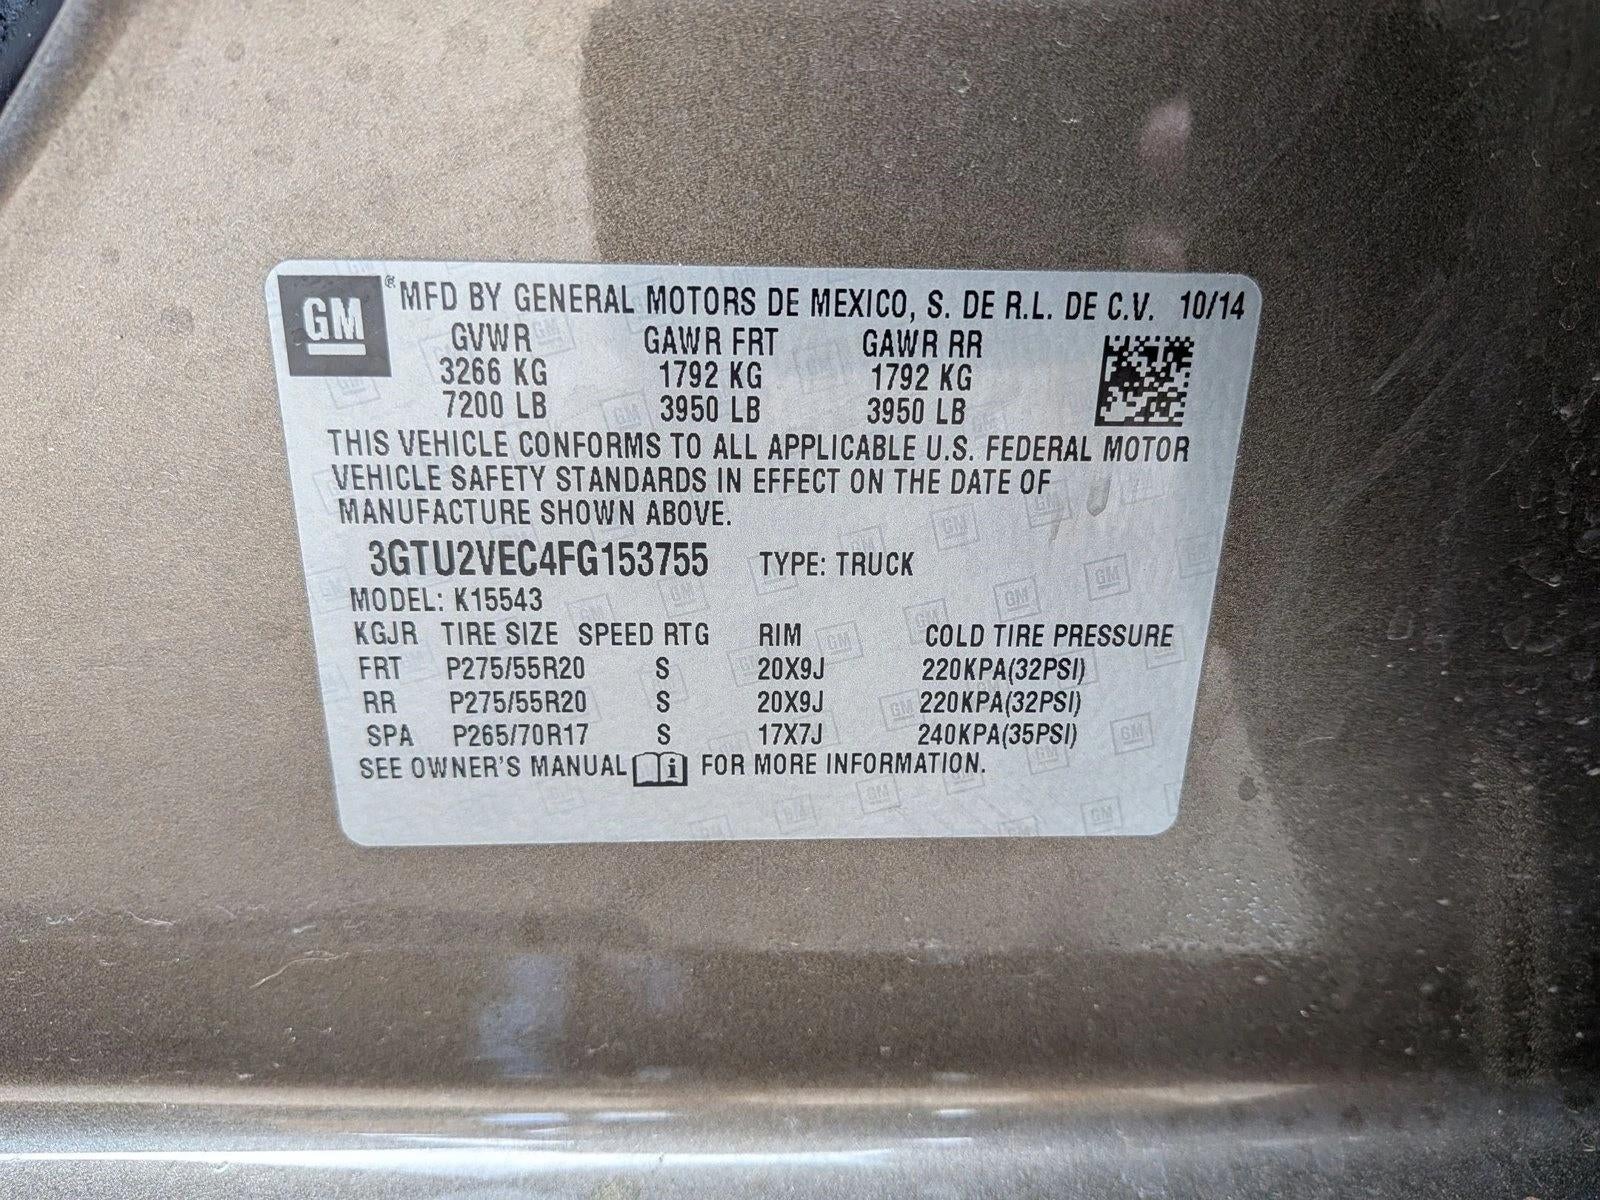 GM ® MFD BY GENERAL MOTORS DE MEXICO, S. DE R.L. DE C.V. 10/14
GVWR GAWR FRT GAWR RR
3266 KG 1792 KG 1792 KG
7200 LB 3950 LB 3950 LB
THIS VEHICLE CONFORMS TO ALL APPLICABLE U.S. FEDERAL MOTOR
VEHICLE SAFETY STANDARDS IN EFFECT ON THE DATE OF
MANUFACTURE SHOWN ABOVE.
3GTU2VEC4FG153755 TYPE: TRUCK
MODEL: K15543
KGJR TIRE SIZE SPEED RTG RIM COLD TIRE PRESSURE
FRT P275/55R20 S 20X9J 220KPA(32PSI)
RR P275/55R20 S 20X9J 220KPA(32PSI)
SPA P265/70R17 S 17X7J 240KPA(35PSI)
SEE OWNER'S MANUAL i FOR MORE INFORMATION.